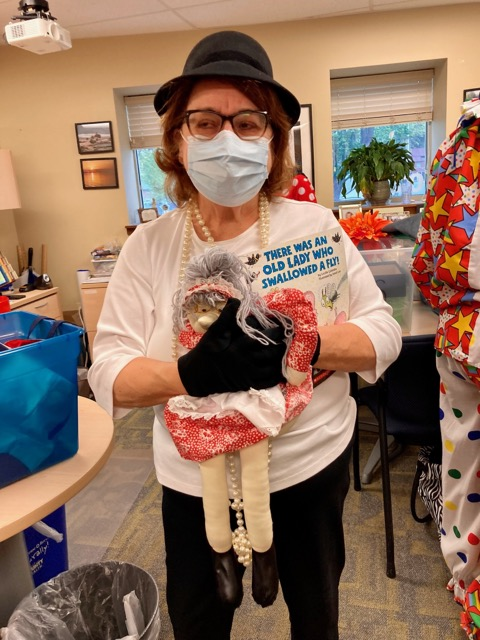 THERE WAS AN
OLD LADY WHO
SWALLOWED A FLY!